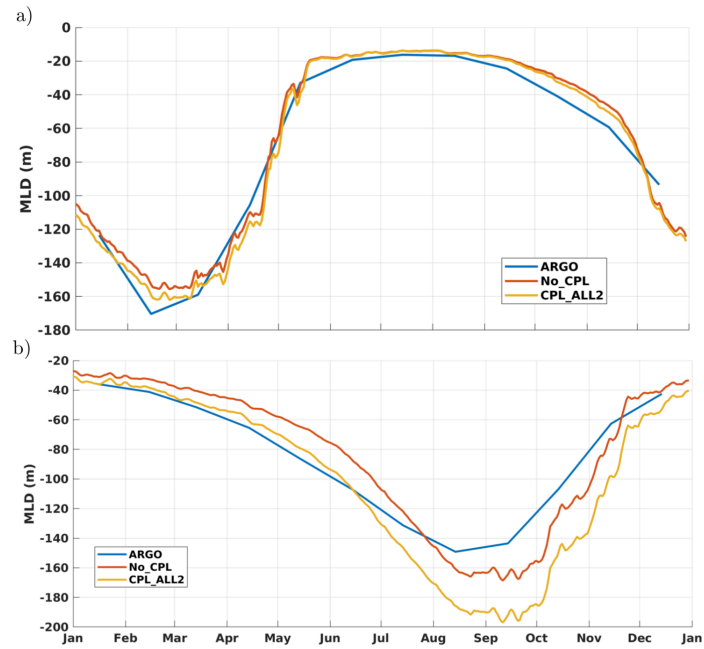 a)
0
-20
-40
-60
-80
-100
-120
-140
-160
-180
MLD (m)
ARGO
No_CPL
CPL_ALL2
b)
-20
-40
-60
-80
-100
-120
-140
-160
-180
-200
MLD (m)
ARGO
No_CPL
CPL_ALL2
Jan Feb Mar Apr May Jun Jul Aug Sep Oct Nov Dec Jan